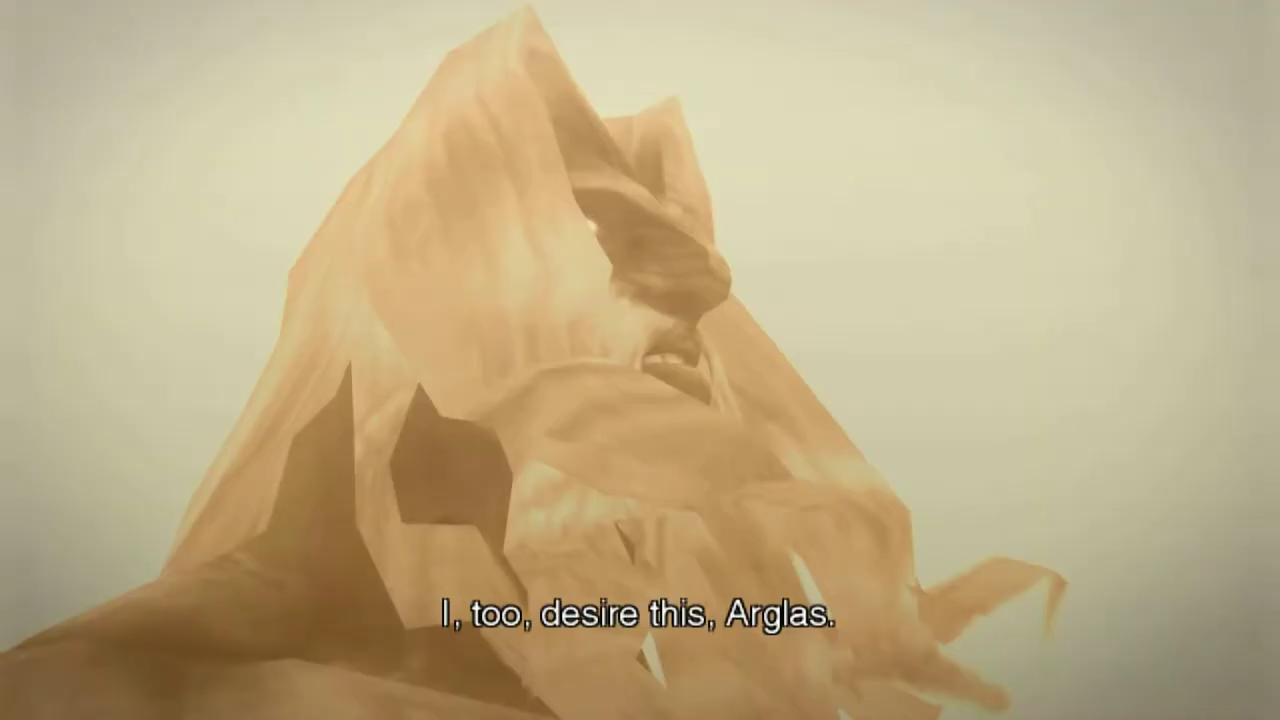 I, too, desire this, Arglas.